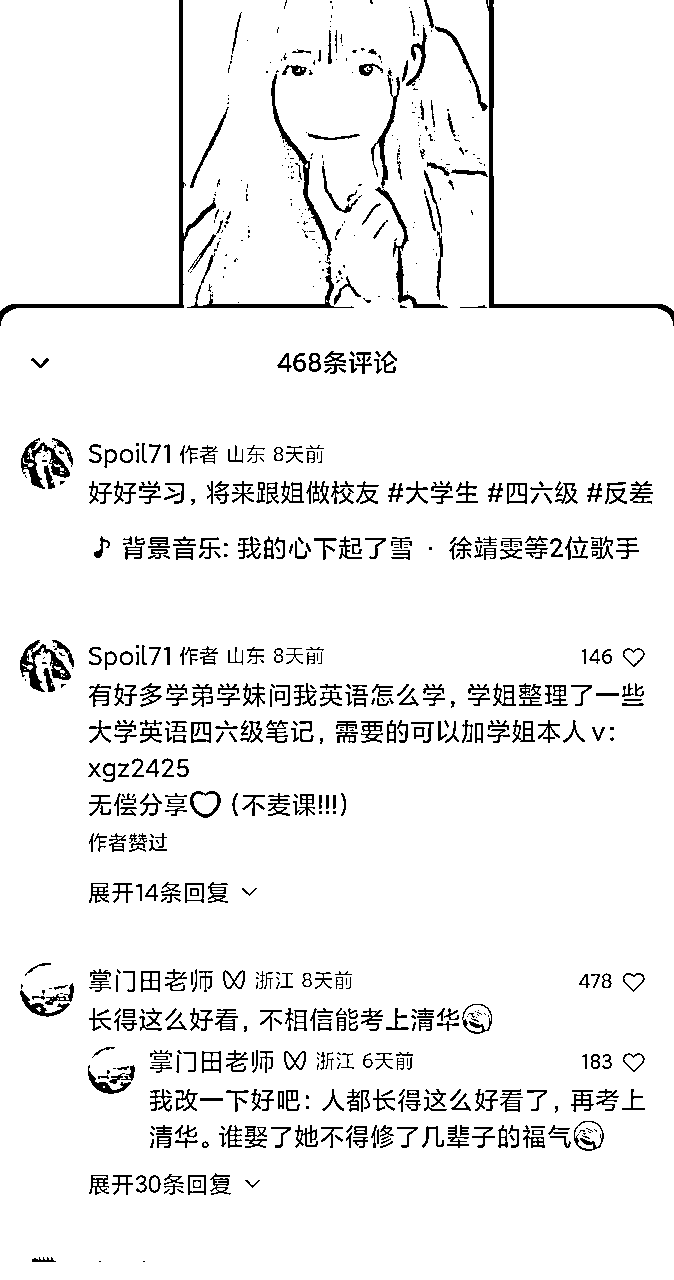 468条评论
Spoil71 作者 山东 8天前
好好学习，将来跟姐做校友 #大学生 #四六级 #反差
背景音乐: 我的心下起了雪 · 徐靖雯等2位歌手
Spoil71 作者 山东 8天前 146
有好多学弟学妹问我英语怎么学，学姐整理了一些
大学英语四六级笔记，需要的可以加学姐本人v：
xgz2425
无偿分享♡（不麦课!!!）
作者赞过
展开14条回复
掌门田老师 浙江 8天前 478
长得这么好看，不相信能考上清华
掌门田老师 浙江 6天前 183
我改一下好吧：人都长得这么好看了，再考上
清华。谁娶了她不得修了几辈子的福气
展开30条回复